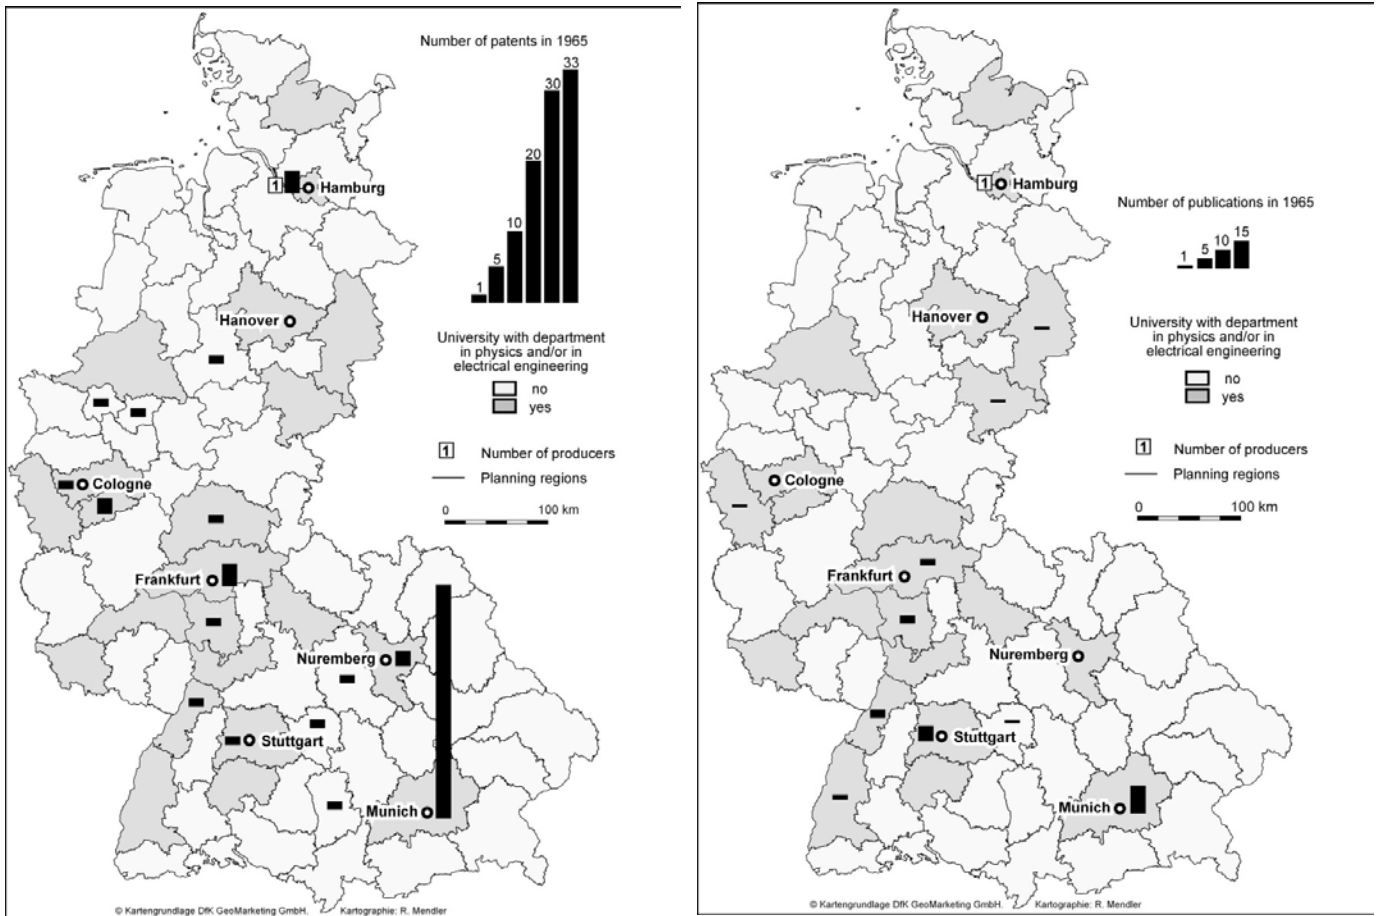 Number of patents in 1965
33
30
20
10
5
1
1
Hamburg
Hanover
University with department
in physics and/or in
electrical engineering
no
yes
1
Number of producers
Planning regions
0
100 km
Cologne
Frankfurt
Nuremberg
Stuttgart
Munich
© Kartengrundlage DfK GeoMarketing GmbH.
Kartographie: R. Mendler
1
Hamburg
Number of publications in 1965
1
5
10
15
Hanover
University with department
in physics and/or in
electrical engineering
no
yes
1
Number of producers
Planning regions
0
100 km
Cologne
Frankfurt
Nuremberg
Stuttgart
Munich
© Kartengrundlage DfK GeoMarketing GmbH.
Kartographie: R. Mendler